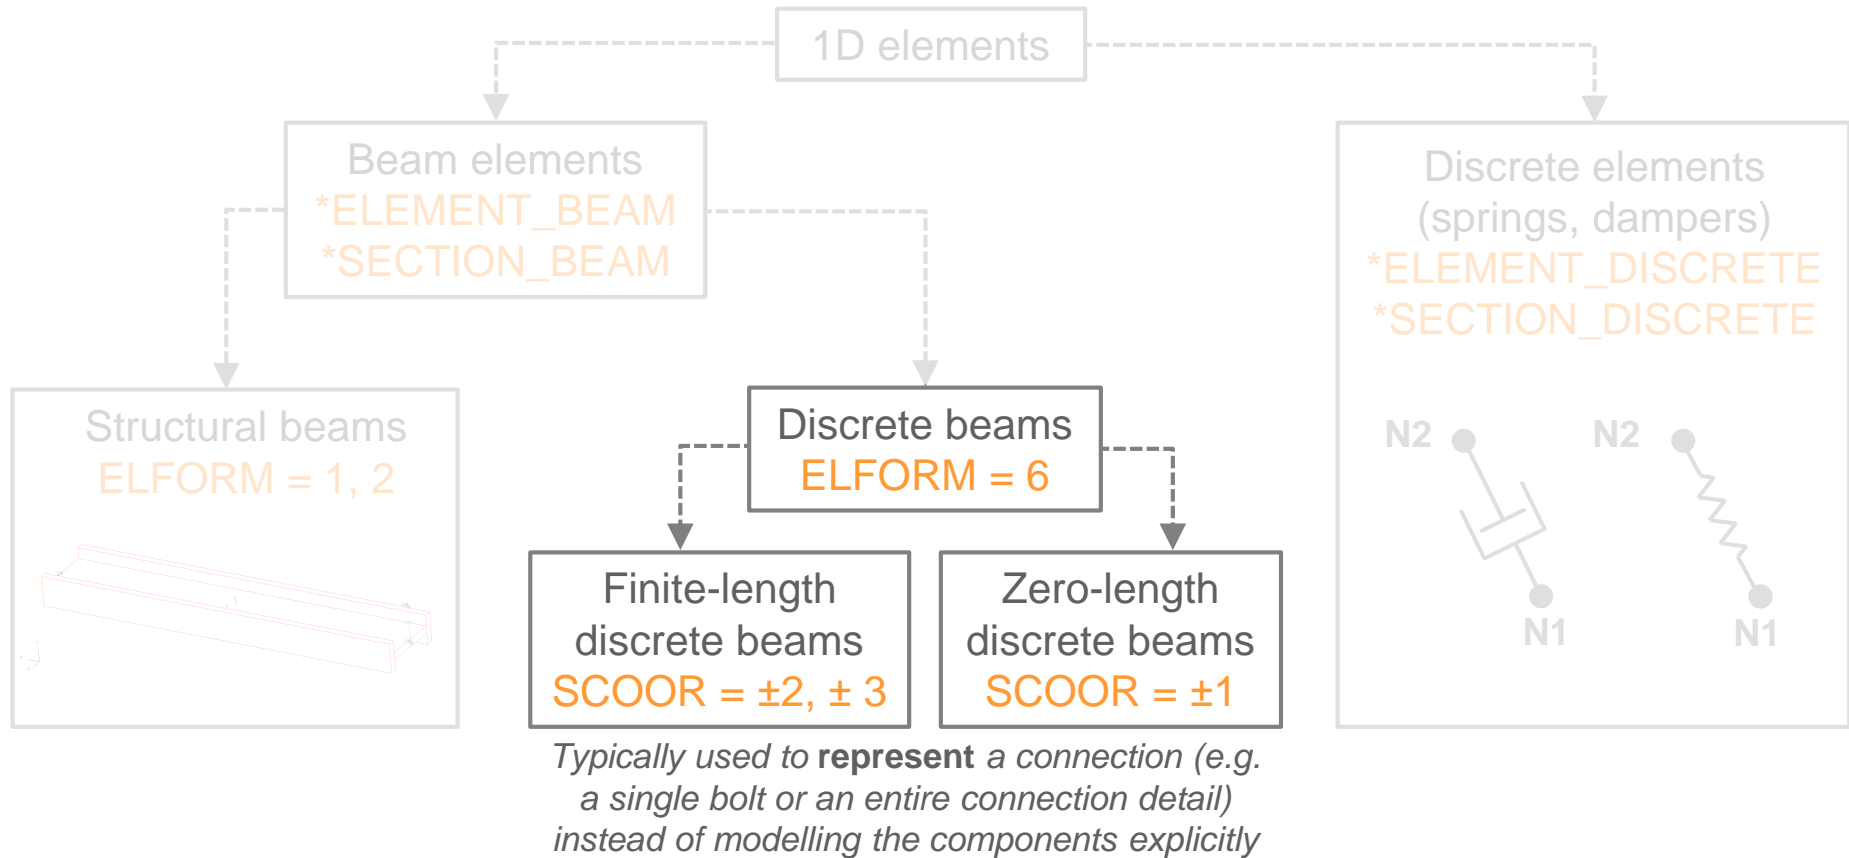 1D elements
Beam elements
*ELEMENT_BEAM
*SECTION_BEAM
Discrete elements
(springs, dampers)
*ELEMENT_DISCRETE
*SECTION_DISCRETE
Structural beams
ELFORM = 1, 2
Discrete beams
ELFORM = 6
N2
N2
N1
N1
Finite-length
discrete beams
SCOOR = ±2, ± 3
Zero-length
discrete beams
SCOOR = ±1
Typically used to represent a connection (e.g.
a single bolt or an entire connection detail)
instead of modelling the components explicitly